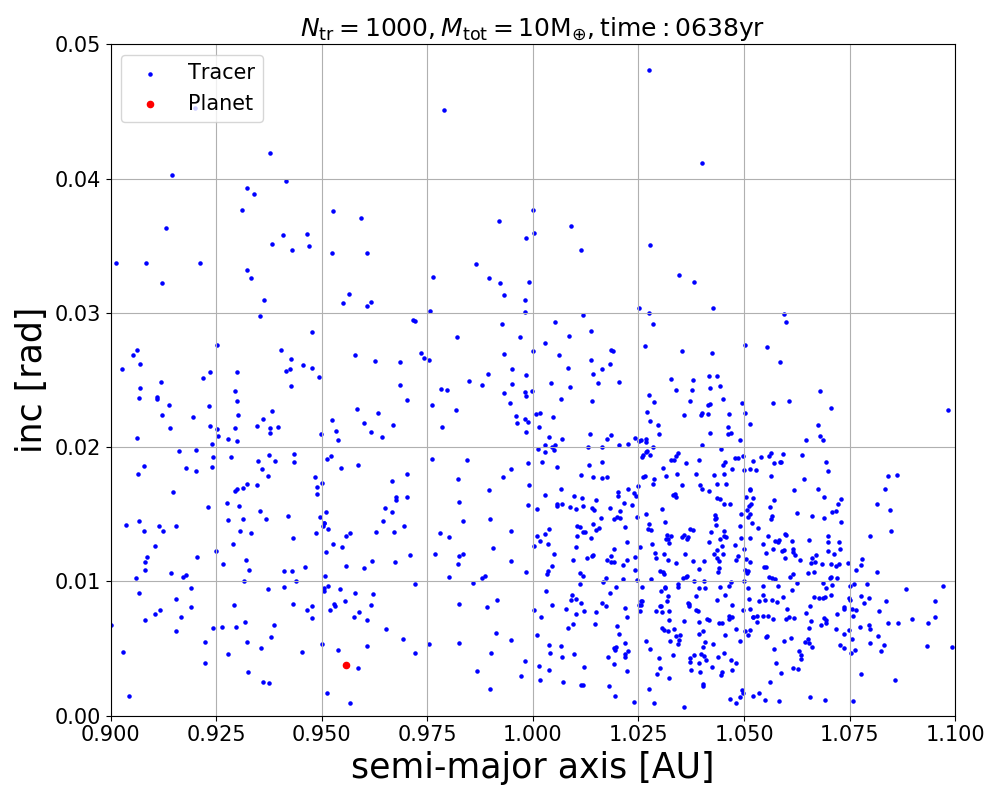 N_tr = 1000, M_tot = 10M_⊕, time : 0638yr
0.05
0.04
0.03
0.02
0.01
0.00
inc [rad]
Tracer
Planet
0.900 0.925 0.950 0.975 1.000 1.025 1.050 1.075 1.100
semi-major axis [AU]